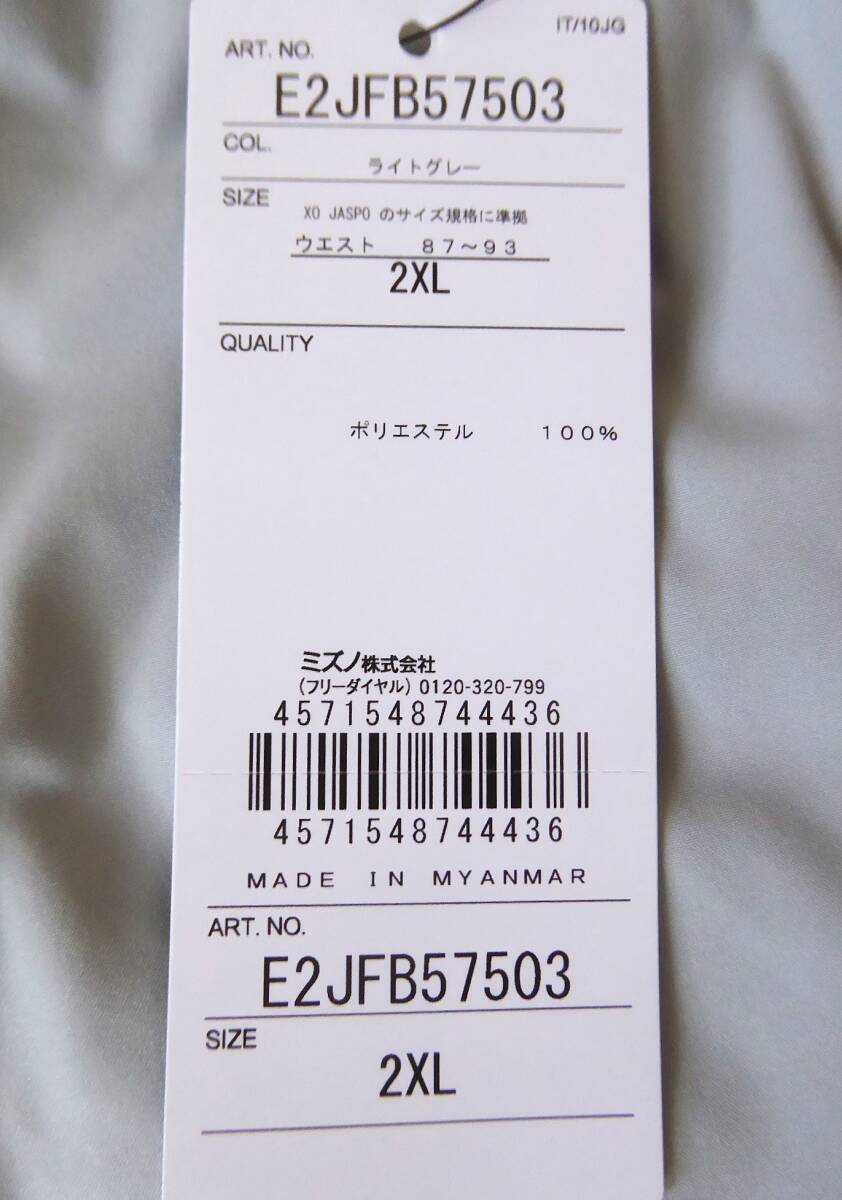 IT/10JG
ART. NO.
E2JFB57503
COL.
ライトグレー
SIZE
XO JASPO のサイズ規格に準拠
ウエスト 87～93
2XL
QUALITY
ポリエステル 100%
ミズノ株式会社
(フリーダイヤル) 0120-320-799
4571548744436
4571548744436
MADE IN MYANMAR
ART. NO.
E2JFB57503
SIZE
2XL